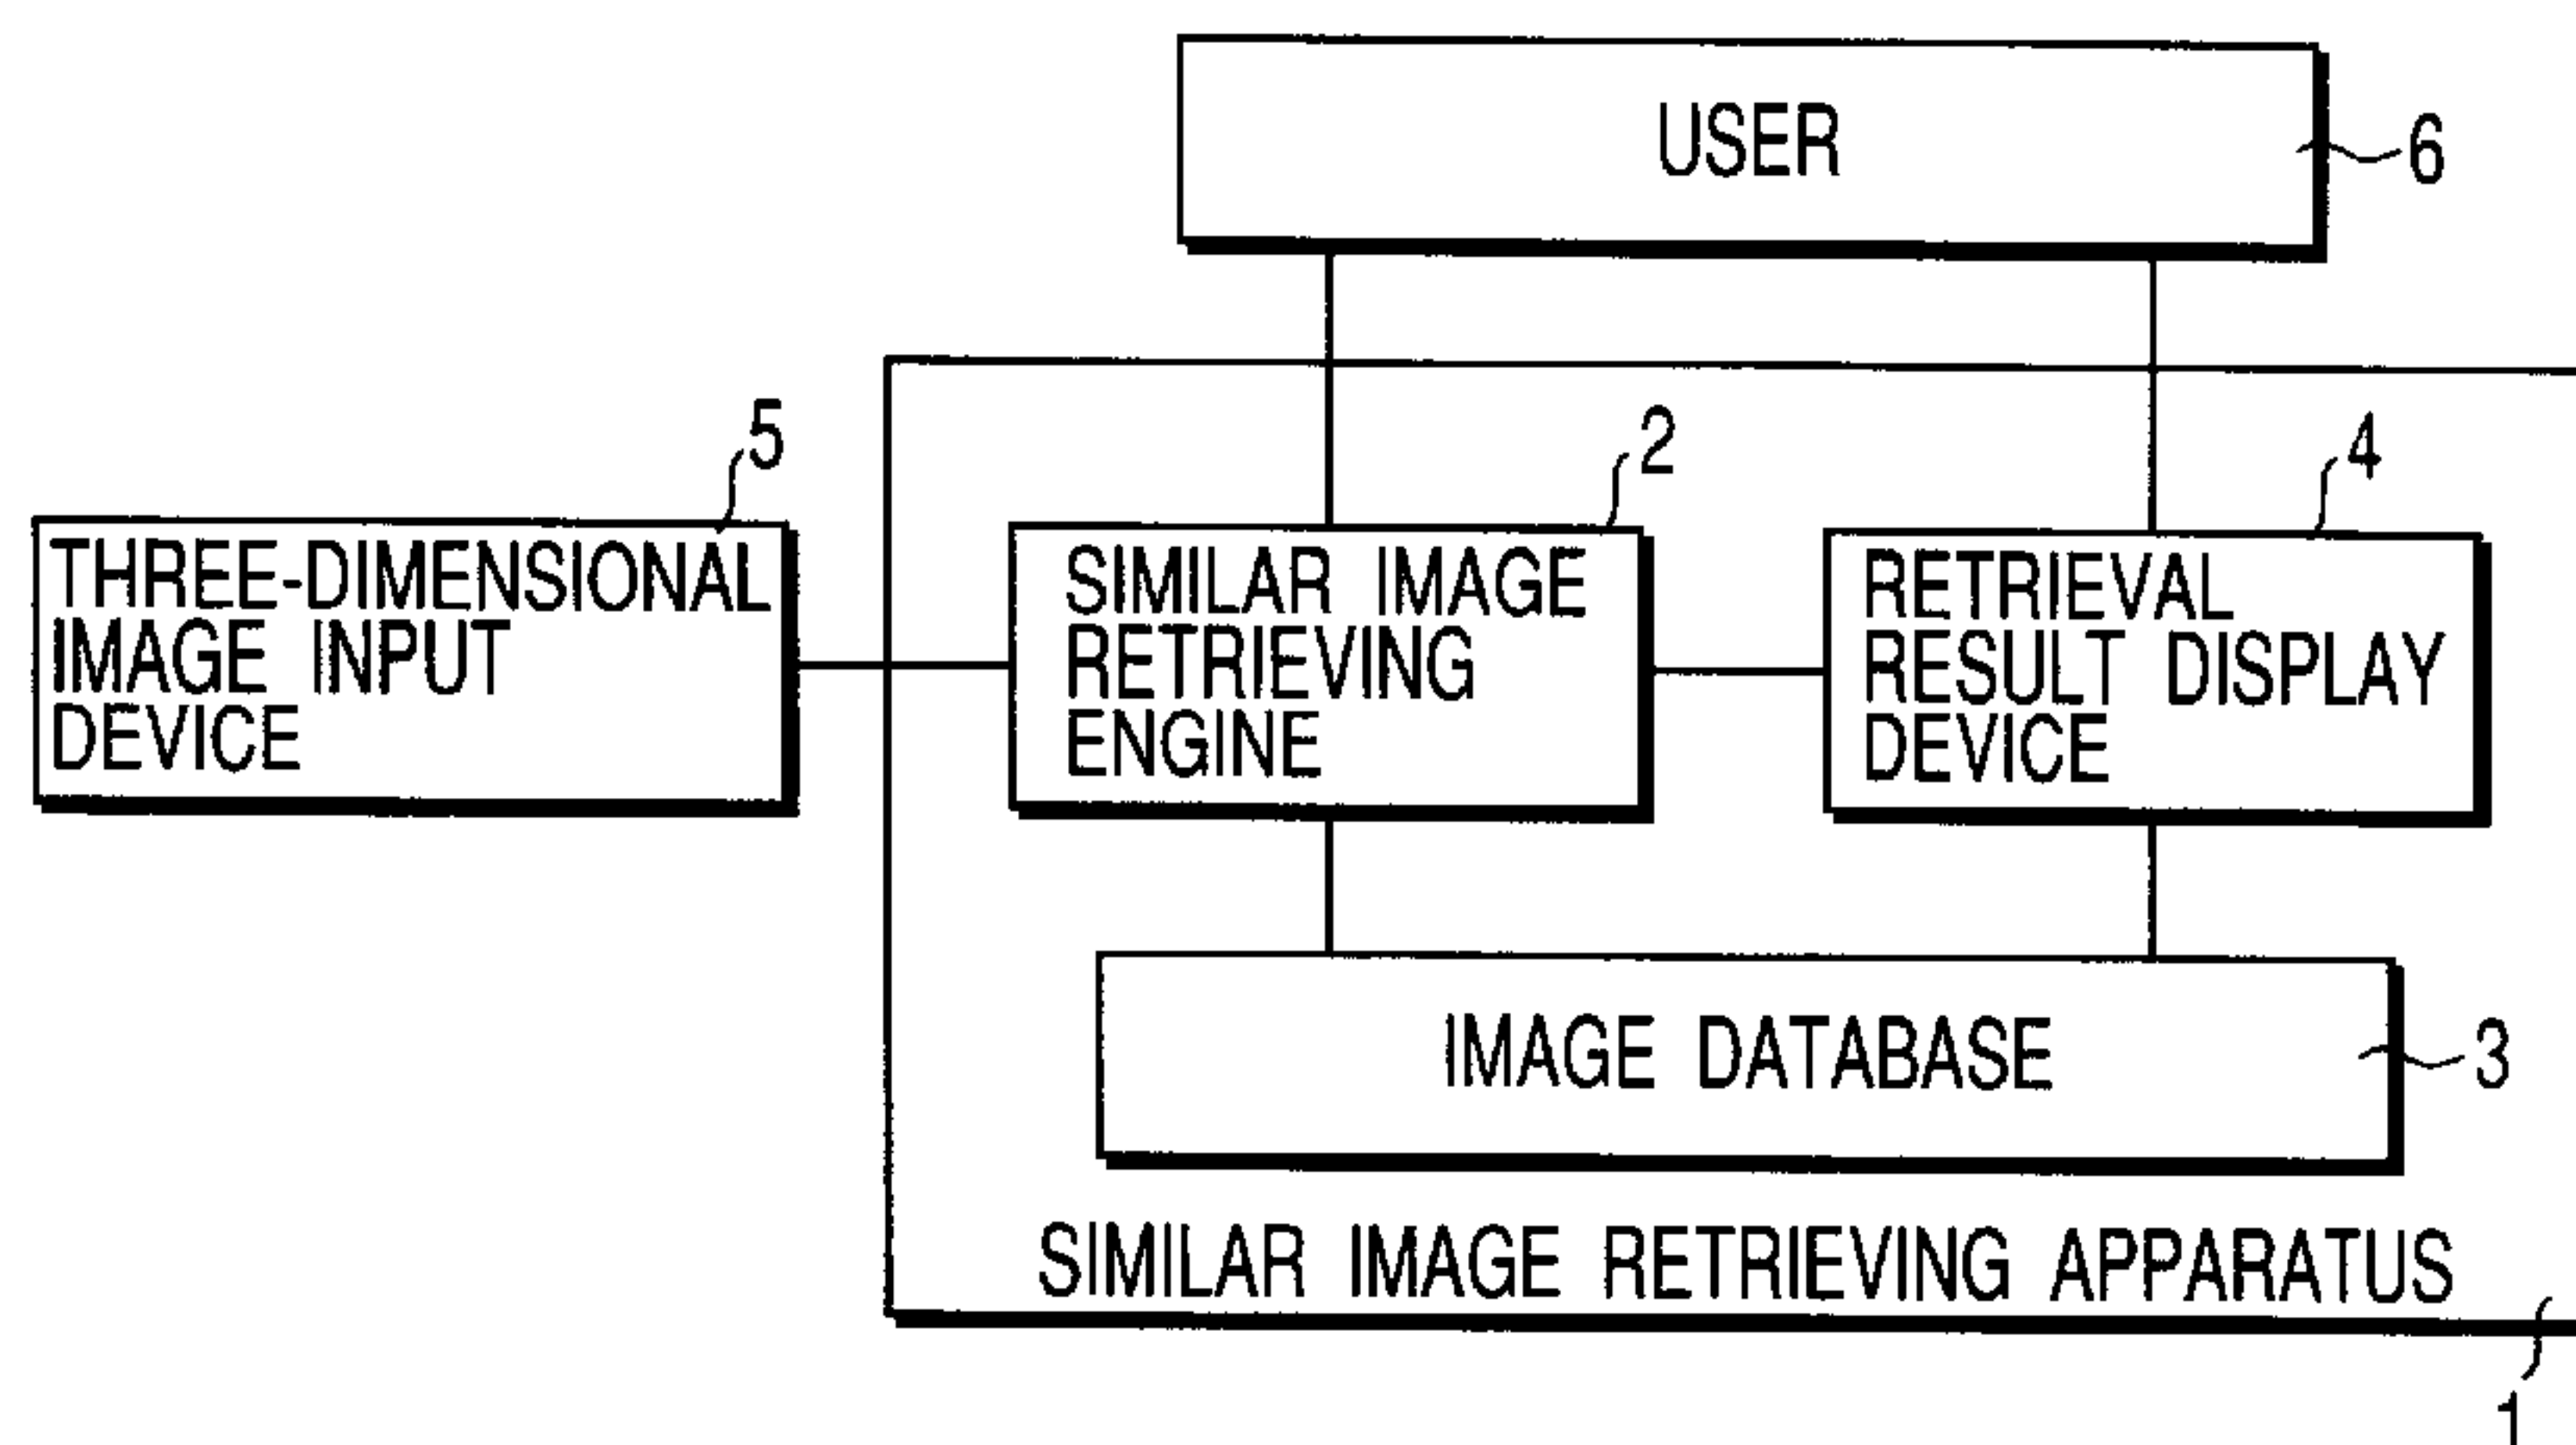 USER
6
5
2
4
THREE-DIMENSIONAL
IMAGE INPUT
DEVICE
SIMILAR IMAGE
RETRIEVING
ENGINE
RETRIEVAL
RESULT DISPLAY
DEVICE
IMAGE DATABASE
3
SIMILAR IMAGE RETRIEVING APPARATUS
1